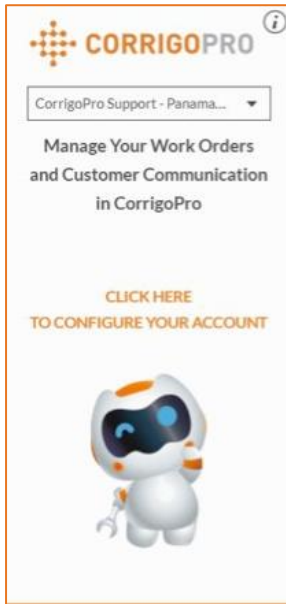 CORRIGOPRO
CorrigoPro Support - Panama...
Manage Your Work Orders
and Customer Communication
in CorrigoPro
CLICK HERE
TO CONFIGURE YOUR ACCOUNT